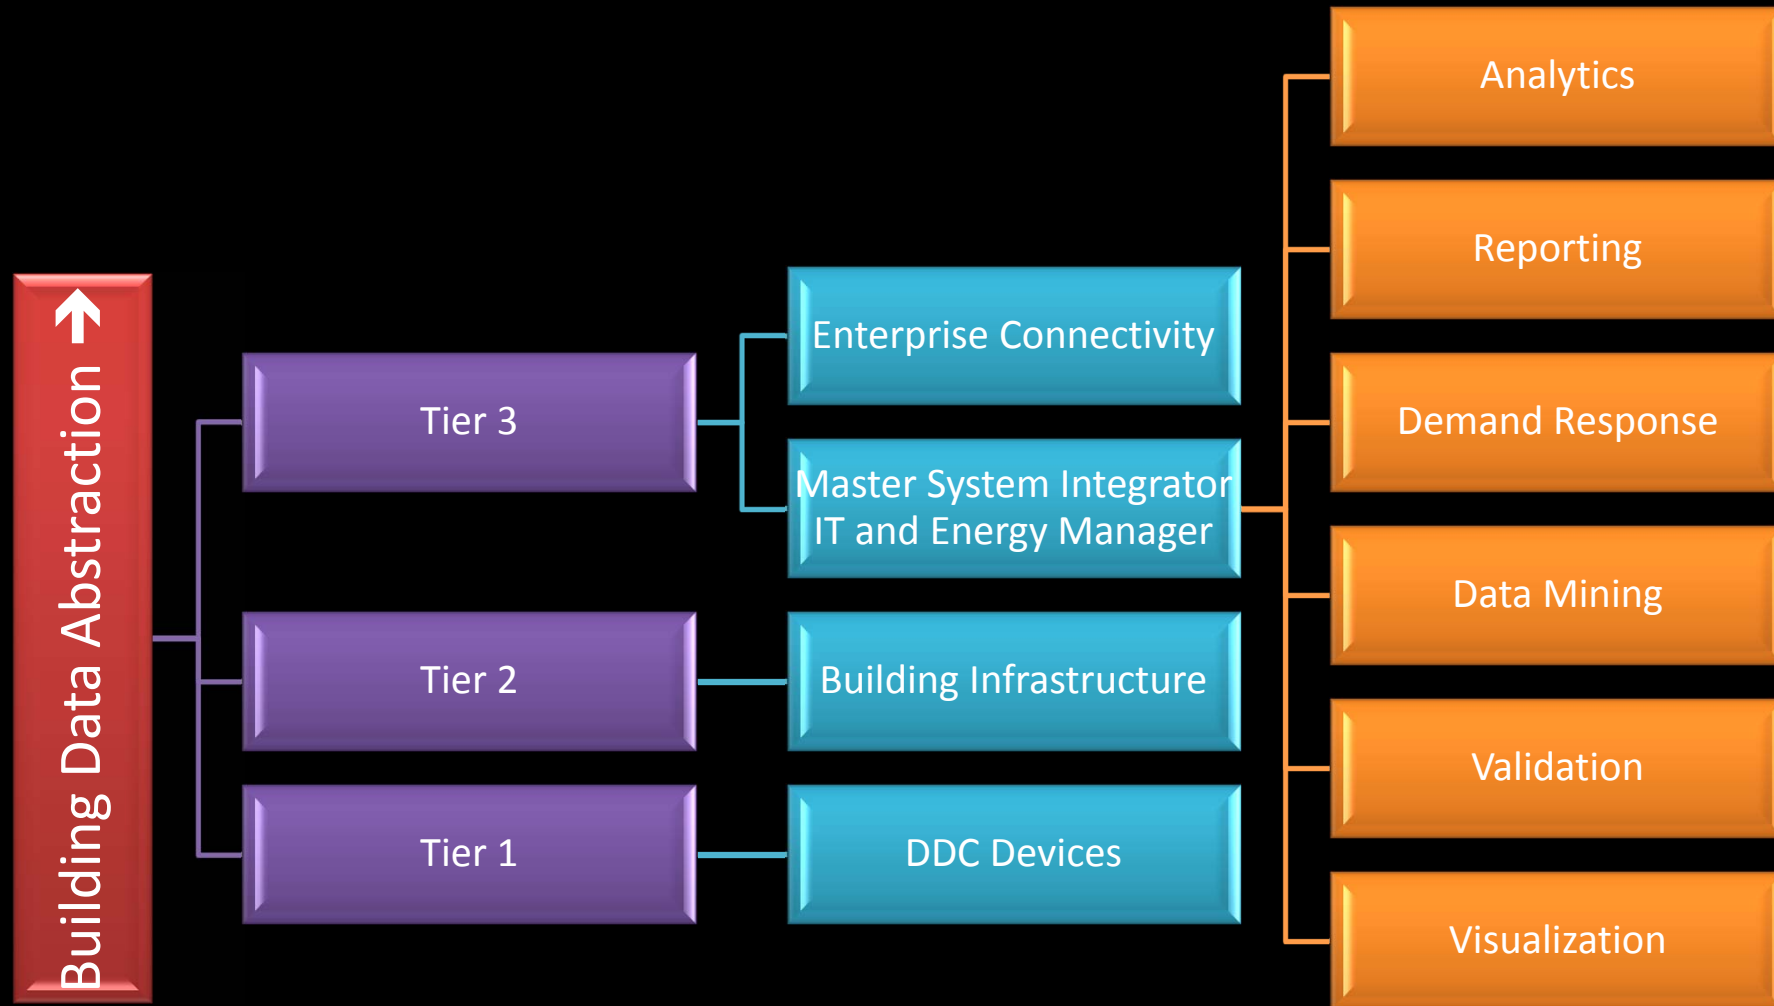 Building Data Abstraction →
Tier 3
Enterprise Connectivity
Master System Integrator
IT and Energy Manager
Tier 2
Building Infrastructure
Tier 1
DDC Devices
Analytics
Reporting
Demand Response
Data Mining
Validation
Visualization